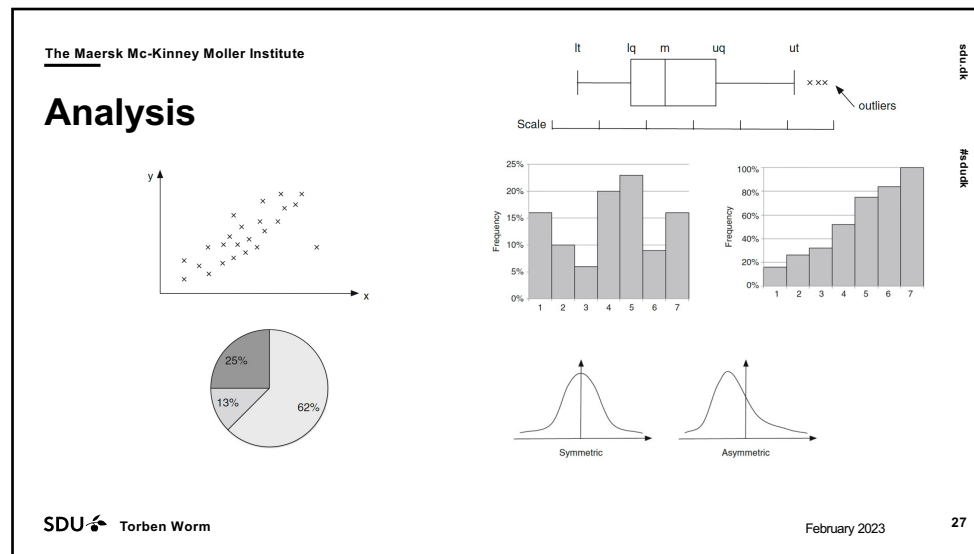 The Maersk Mc-Kinney Moller Institute
Analysis
y
x
25%
13%
62%
lt lq m uq ut
outliers
Scale
25%
20%
15%
10%
5%
0%
Frequency
1 2 3 4 5 6 7
100%
80%
60%
40%
20%
0%
Frequency
1 2 3 4 5 6 7
Symmetric
Asymmetric
sdu.dk
#sdudk
SDU Torben Worm
February 2023
27